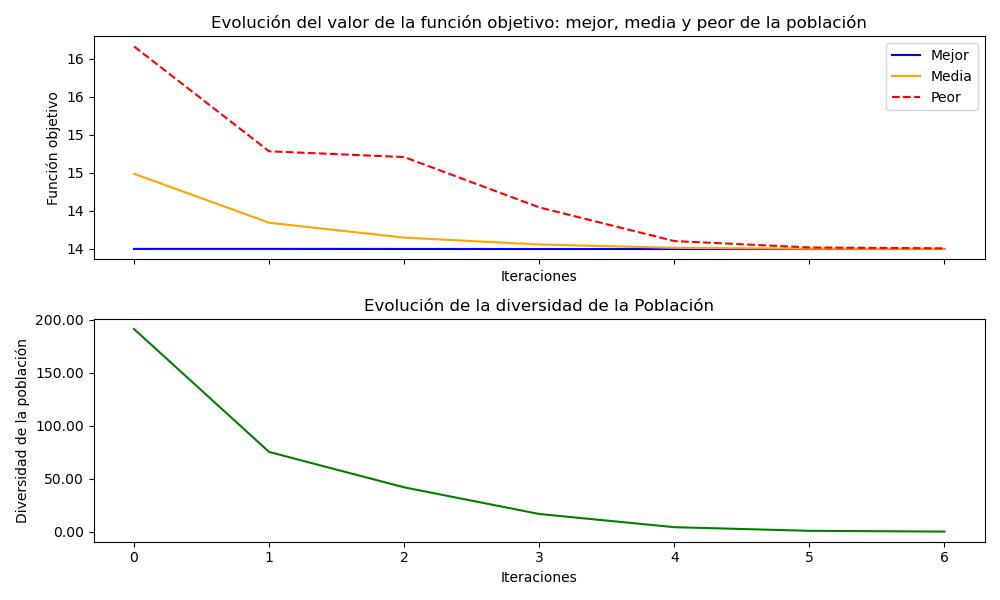 Evolución del valor de la función objetivo: mejor, media y peor de la población
Función objetivo
16
16
15
15
14
14
Mejor
Media
Peor
Iteraciones
Evolución de la diversidad de la Población
Diversidad de la población
200.00
150.00
100.00
50.00
0.00
0 1 2 3 4 5 6
Iteraciones